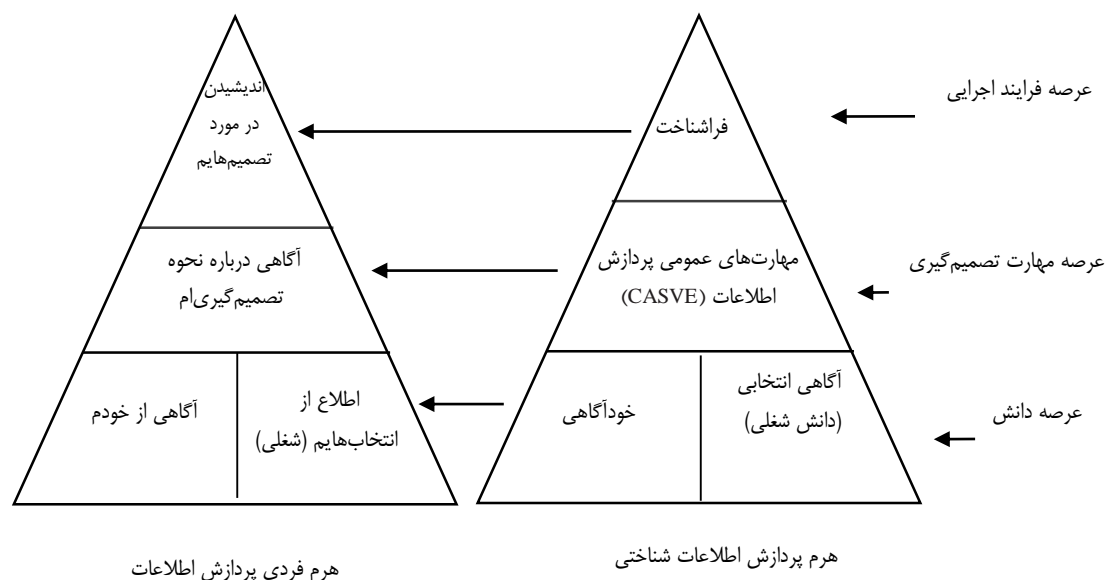 عرصه فرایند اجرایی
فراشناخت
اندیشیدن
در مورد
تصمیم‌هایم
عرصه مهارت تصمیم‌گیری
مهارت‌های عمومی پردازش
اطلاعات (CASVE)
آگاهی درباره نحوه
تصمیم‌گیری‌ام
عرصه دانش
آگاهی انتخابی
(دانش شغلی)
خودآگاهی
اطلاع از
انتخاب‌هایم (شغلی)
آگاهی از خودم
هرم پردازش اطلاعات شناختی
هرم فردی پردازش اطلاعات